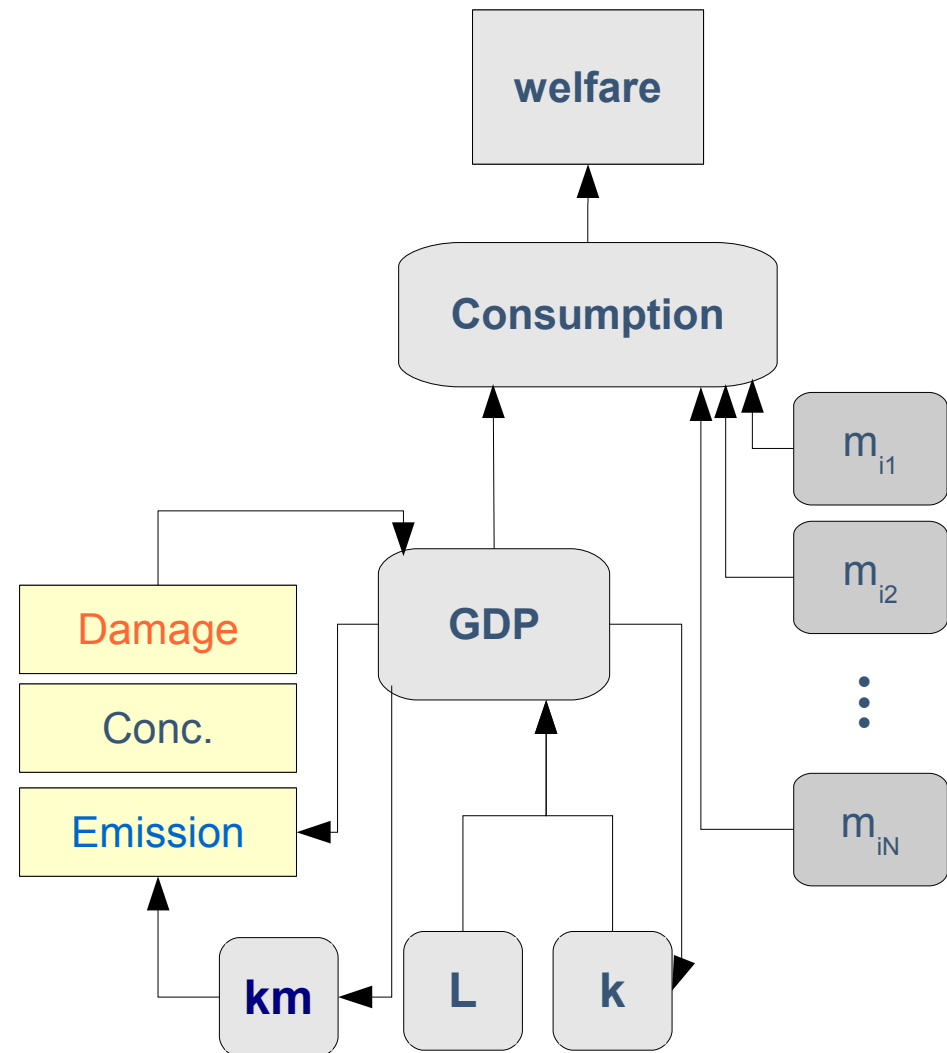 welfare
Consumption
m_i1
m_i2
⋮
m_iN
GDP
Damage
Conc.
Emission
km
L
k